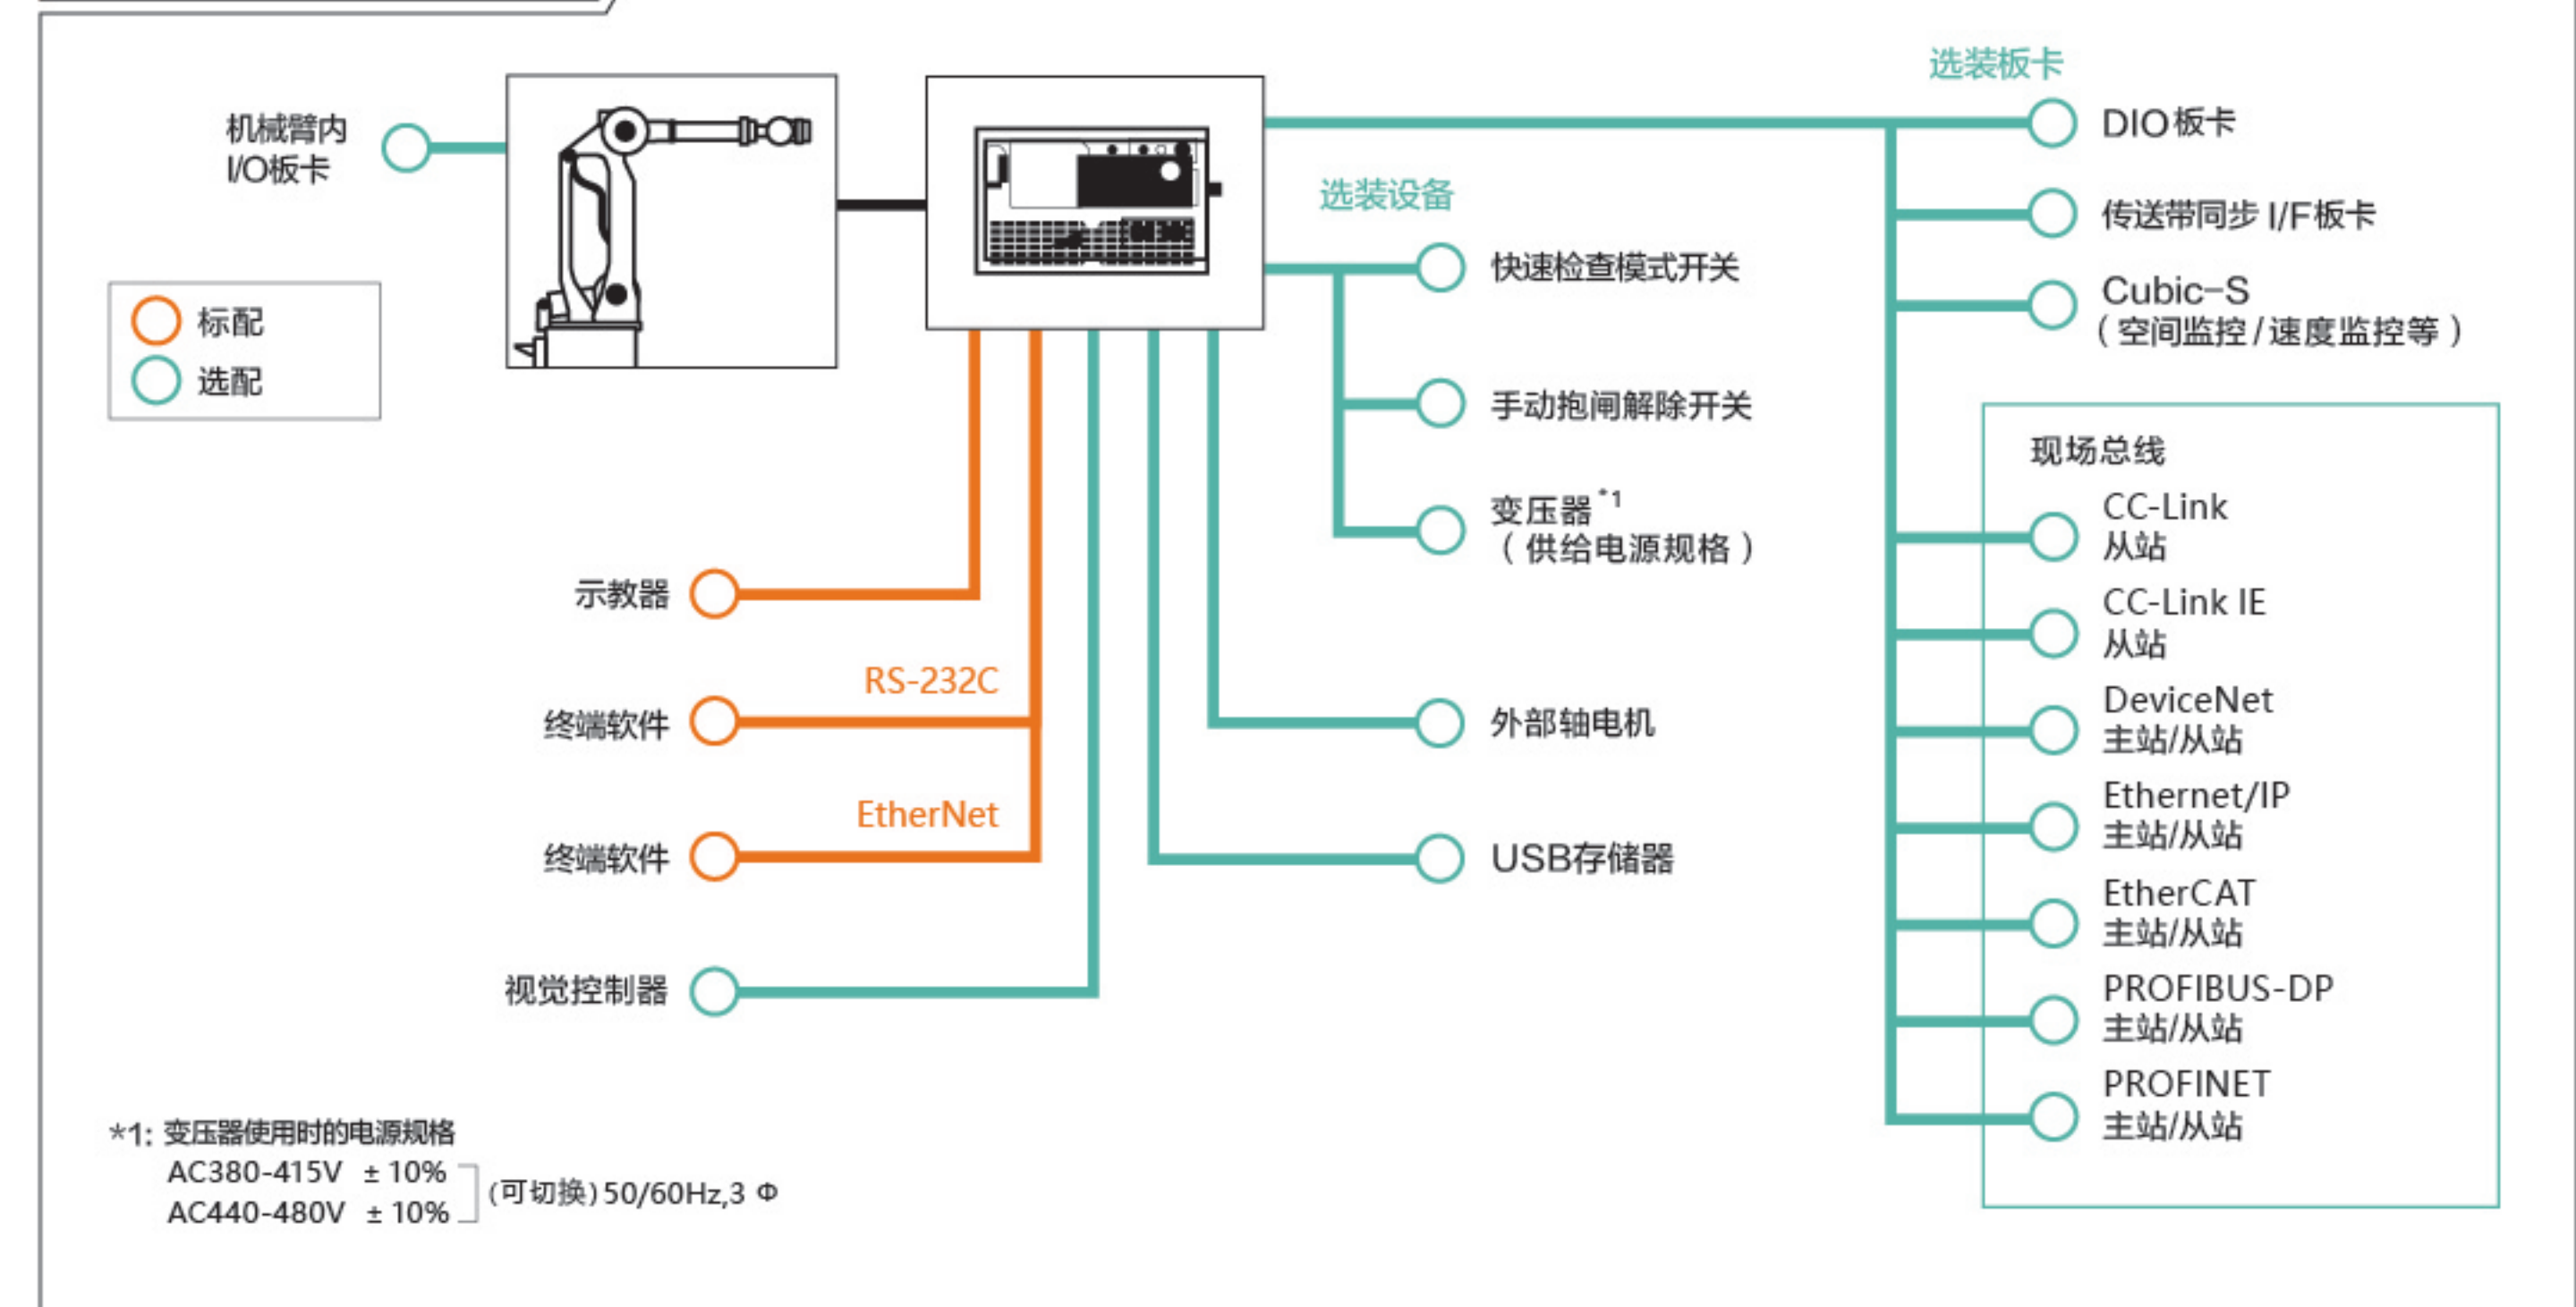 机械臂内
I/O板卡
标配
选配
选装板卡
DIO板卡
传送带同步 I/F板卡
Cubic-S
（空间监控/速度监控等）
选装设备
快速检查模式开关
手动抱闸解除开关
变压器*1
（供给电源规格）
外部轴电机
USB存储器
示教器
RS-232C
终端软件
EtherNet
终端软件
视觉控制器
现场总线
CC-Link
从站
CC-Link IE
从站
DeviceNet
主站/从站
Ethernet/IP
主站/从站
EtherCAT
主站/从站
PROFIBUS-DP
主站/从站
PROFINET
主站/从站
*1: 变压器使用时的电源规格
AC380-415V ± 10%
AC440-480V ± 10%
(可切换)50/60Hz,3 Φ